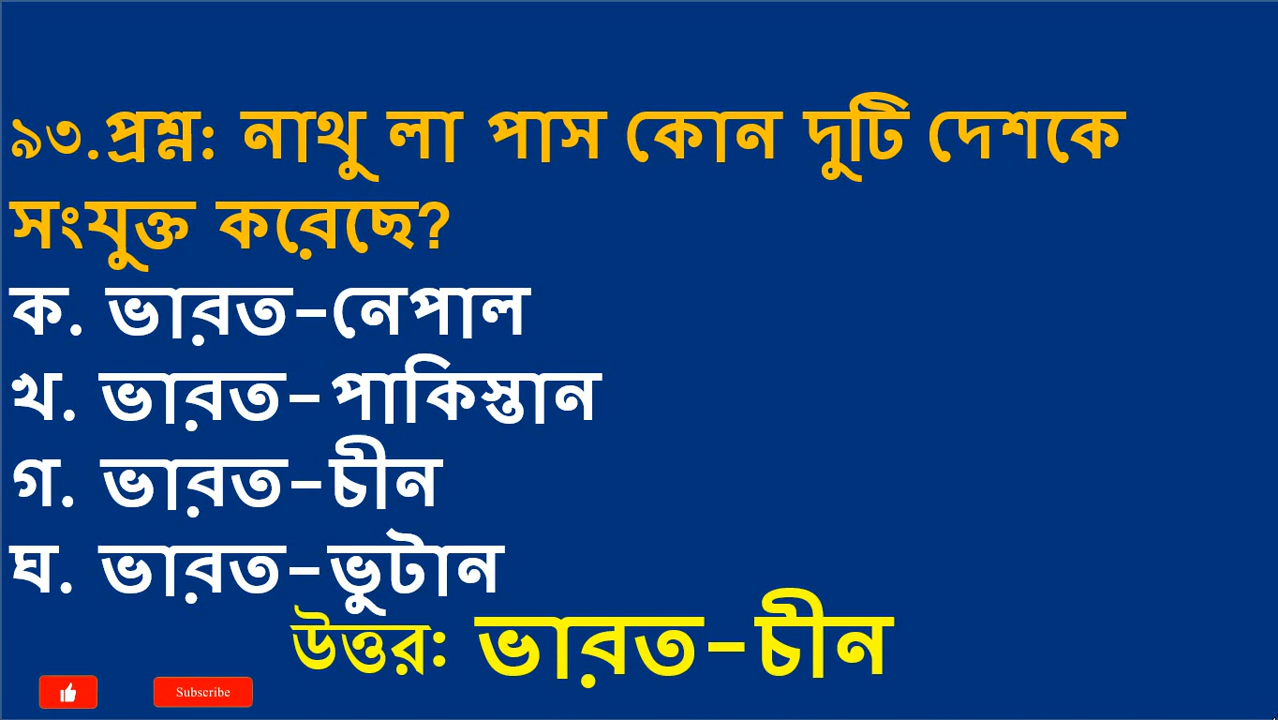 ৯৩.প্রশ্ন: নাথু লা পাস কোন দুটি দেশকে
সংযুক্ত করেছে?
ক. ভারত-নেপাল
খ. ভারত-পাকিস্তান
গ. ভারত-চীন
ঘ. ভারত-ভুটান
উত্তর: ভারত-চীন
Subscribe